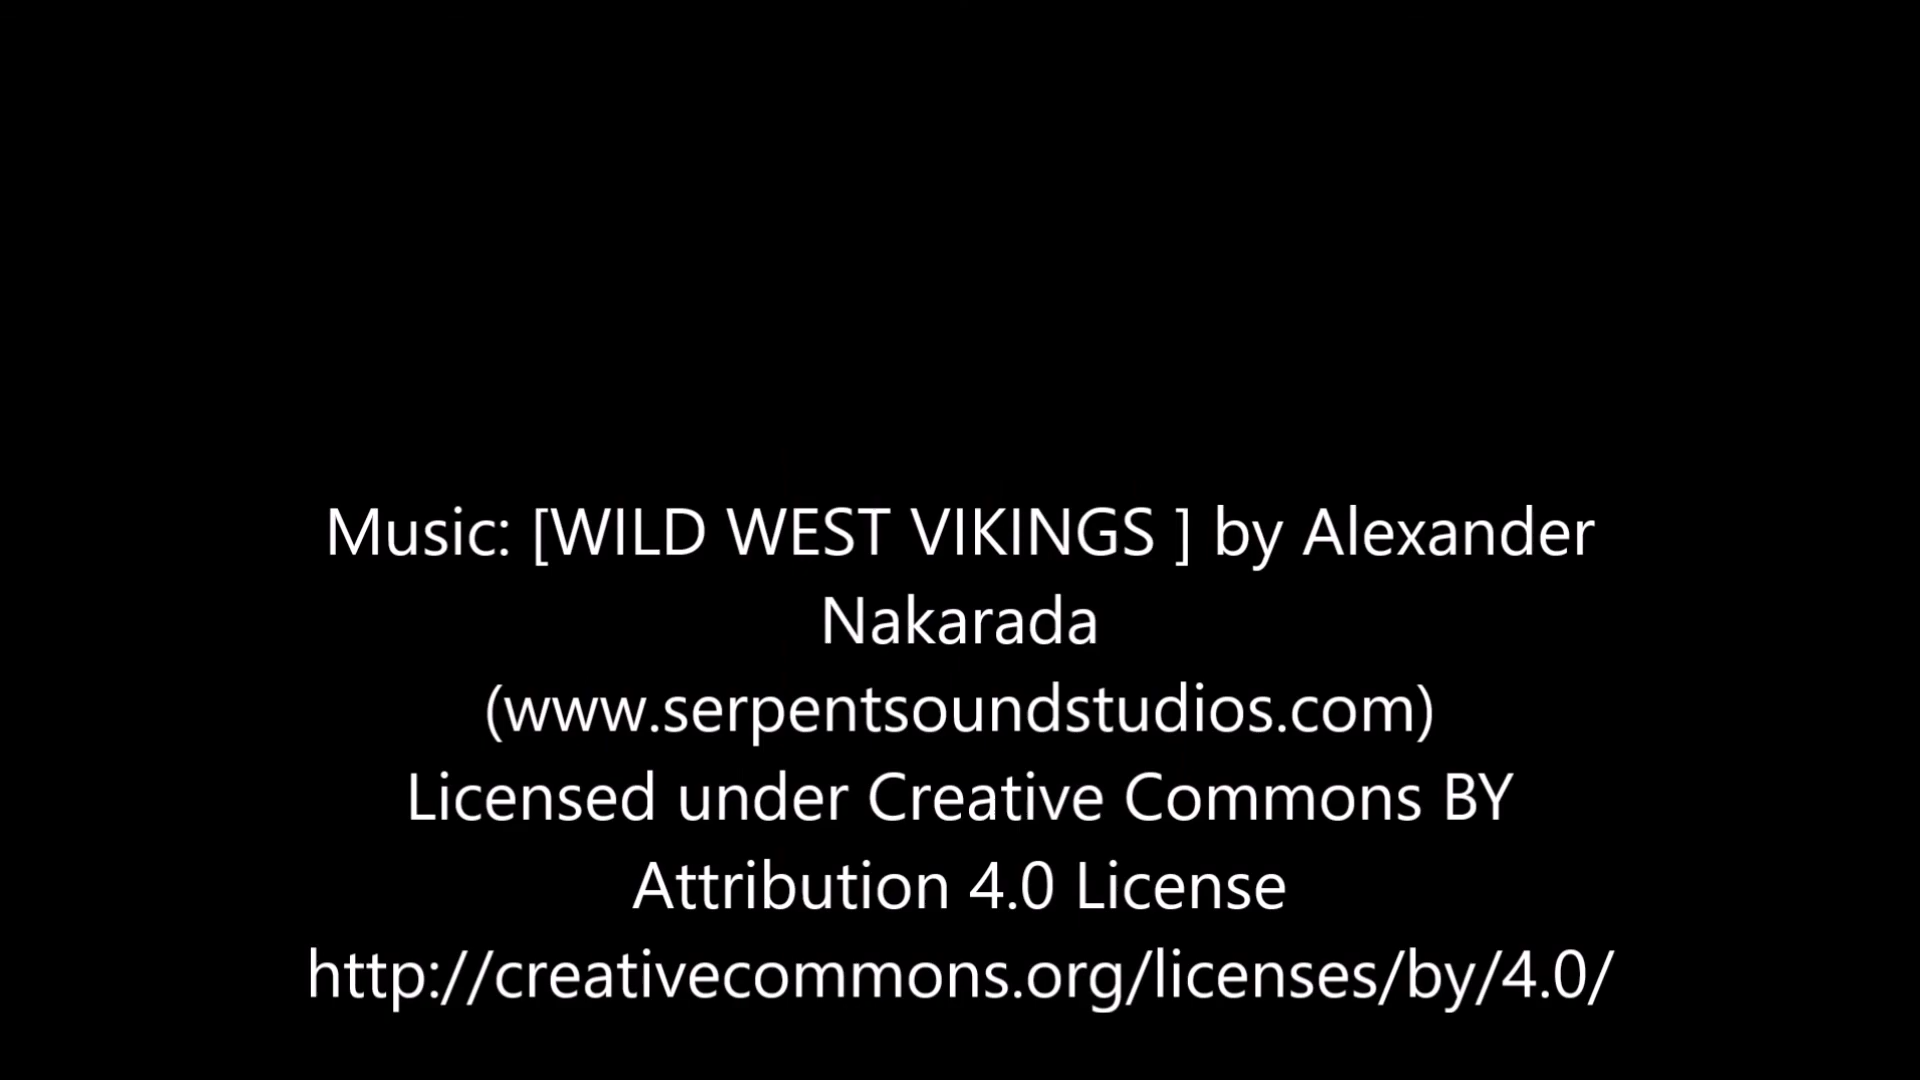 Music: [WILD WEST VIKINGS ] by Alexander
Nakarada
(www.serpentsoundstudios.com)
Licensed under Creative Commons BY
Attribution 4.0 License
http://creativecommons.org/licenses/by/4.0/